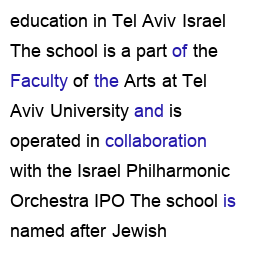 education in Tel Aviv Israel
The school is a part of the
Faculty of the Arts at Tel
Aviv University and is
operated in collaboration
with the Israel Philharmonic
Orchestra IPO The school is
named after Jewish